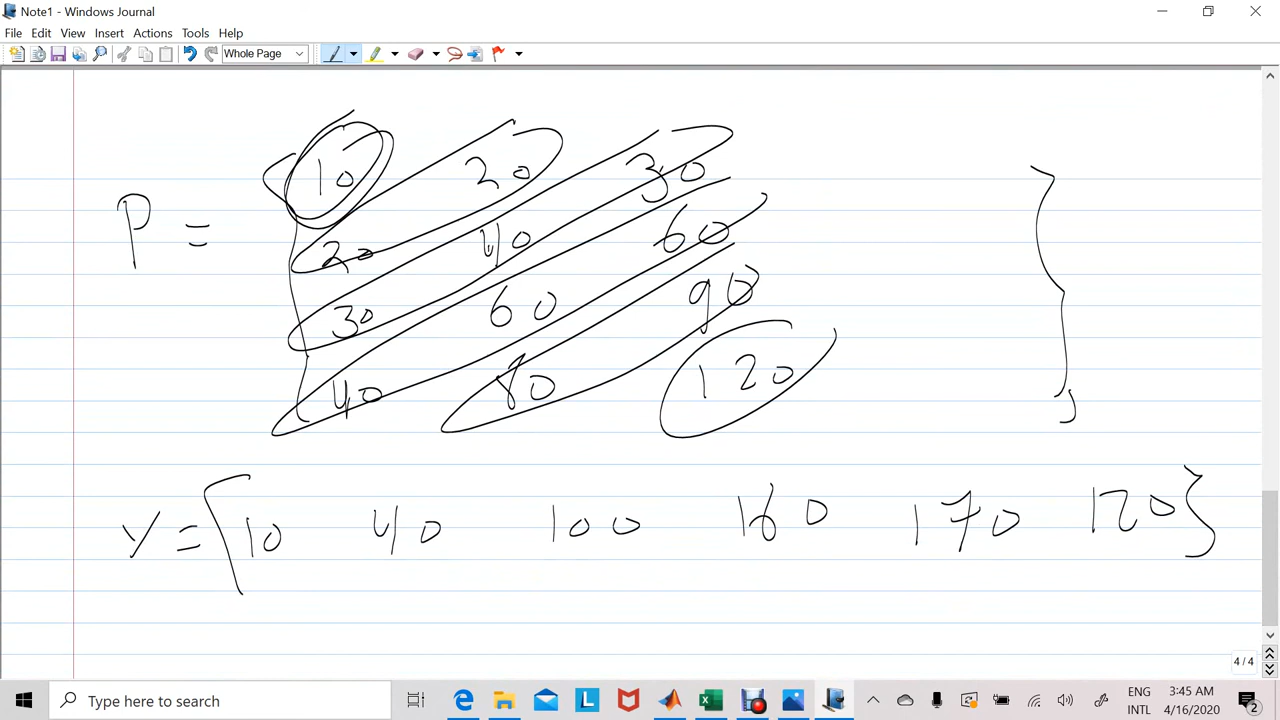 Note1 - Windows Journal
File Edit View Insert Actions Tools Help
Whole Page
10 20 30
P = 20 40 60
30 60 90
40 80 120
Y = { 10 40 100 160 170 120 }
4 / 4
Type here to search
ENG 3:45 AM
INTL 4/16/2020
2